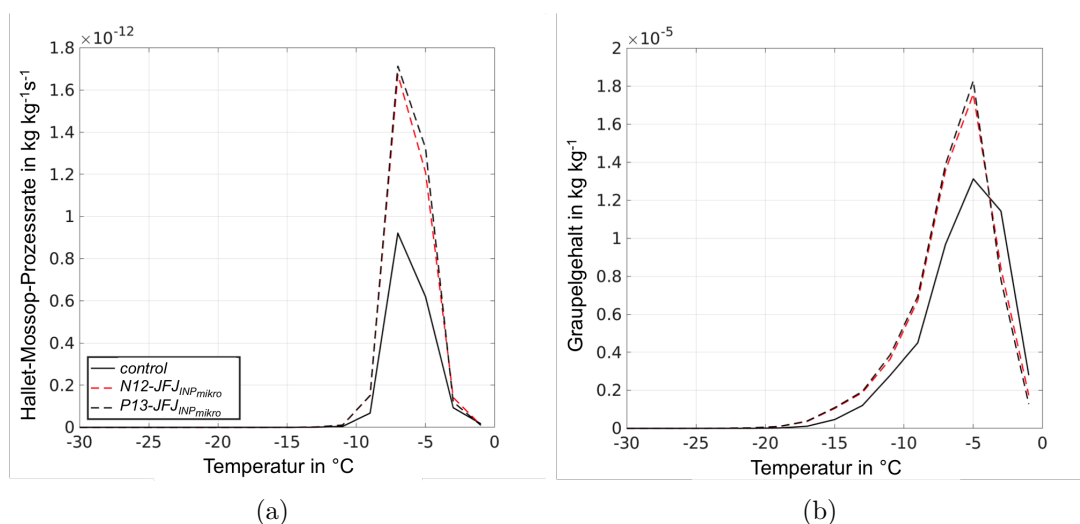 ×10⁻¹²
1.8
1.6
1.4
1.2
1
0.8
0.6
0.4
0.2
0
-30 -25 -20 -15 -10 -5 0
Hallet-Mossop-Prozessrate in kg kg⁻¹s⁻¹
Temperatur in °C
control
N12-JFJ_INPmikro
P13-JFJ_INPmikro
(a)
×10⁻⁵
2
1.8
1.6
1.4
1.2
1
0.8
0.6
0.4
0.2
0
-30 -25 -20 -15 -10 -5 0
Graupelgehalt in kg kg⁻¹
Temperatur in °C
(b)